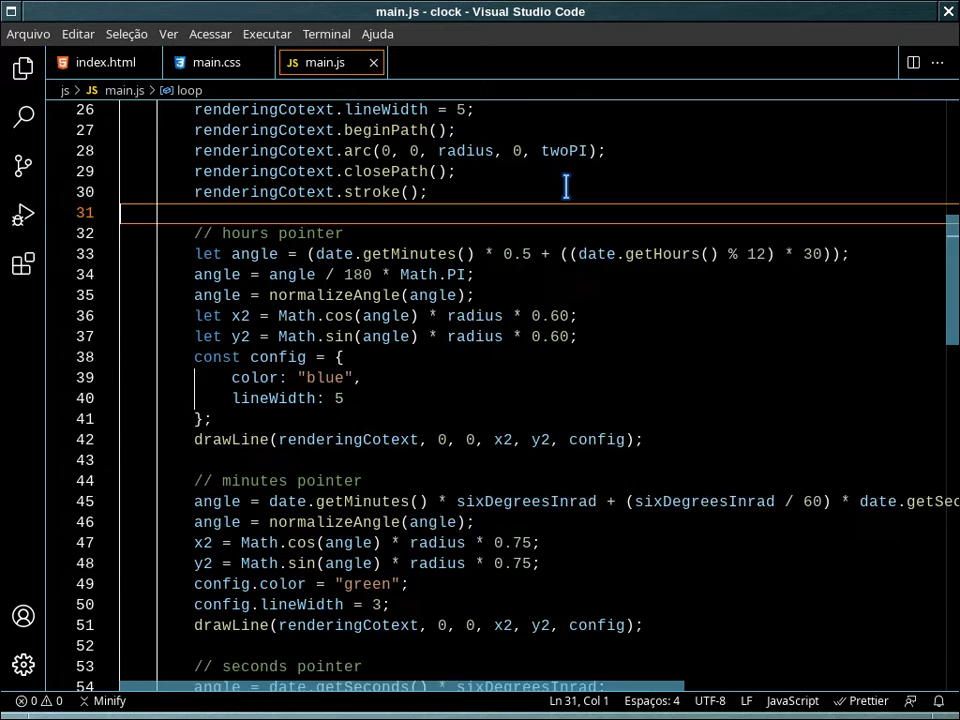 main.js - clock - Visual Studio Code
Arquivo Editar Seleção Ver Acessar Executar Terminal Ajuda
index.html main.css JS main.js
js > JS main.js > loop
26 renderingCotext.lineWidth = 5;
27 renderingCotext.beginPath();
28 renderingCotext.arc(0, 0, radius, 0, twoPI);
29 renderingCotext.closePath();
30 renderingCotext.stroke();
31
32 // hours pointer
33 let angle = (date.getMinutes() * 0.5 + ((date.getHours() % 12) * 30));
34 angle = angle / 180 * Math.PI;
35 angle = normalizeAngle(angle);
36 let x2 = Math.cos(angle) * radius * 0.60;
37 let y2 = Math.sin(angle) * radius * 0.60;
38 const config = {
39 color: "blue",
40 lineWidth: 5
41 };
42 drawLine(renderingCotext, 0, 0, x2, y2, config);
43
44 // minutes pointer
45 angle = date.getMinutes() * sixDegreesInrad + (sixDegreesInrad / 60) * date.getSec
46 angle = normalizeAngle(angle);
47 x2 = Math.cos(angle) * radius * 0.75;
48 y2 = Math.sin(angle) * radius * 0.75;
49 config.color = "green";
50 config.lineWidth = 3;
51 drawLine(renderingCotext, 0, 0, x2, y2, config);
52
53 // seconds pointer
54 angle = date.getSeconds() * sixDegreesInrad;
0 0 Minify Ln 31, Col 1 Espaços: 4 UTF-8 LF JavaScript Prettier